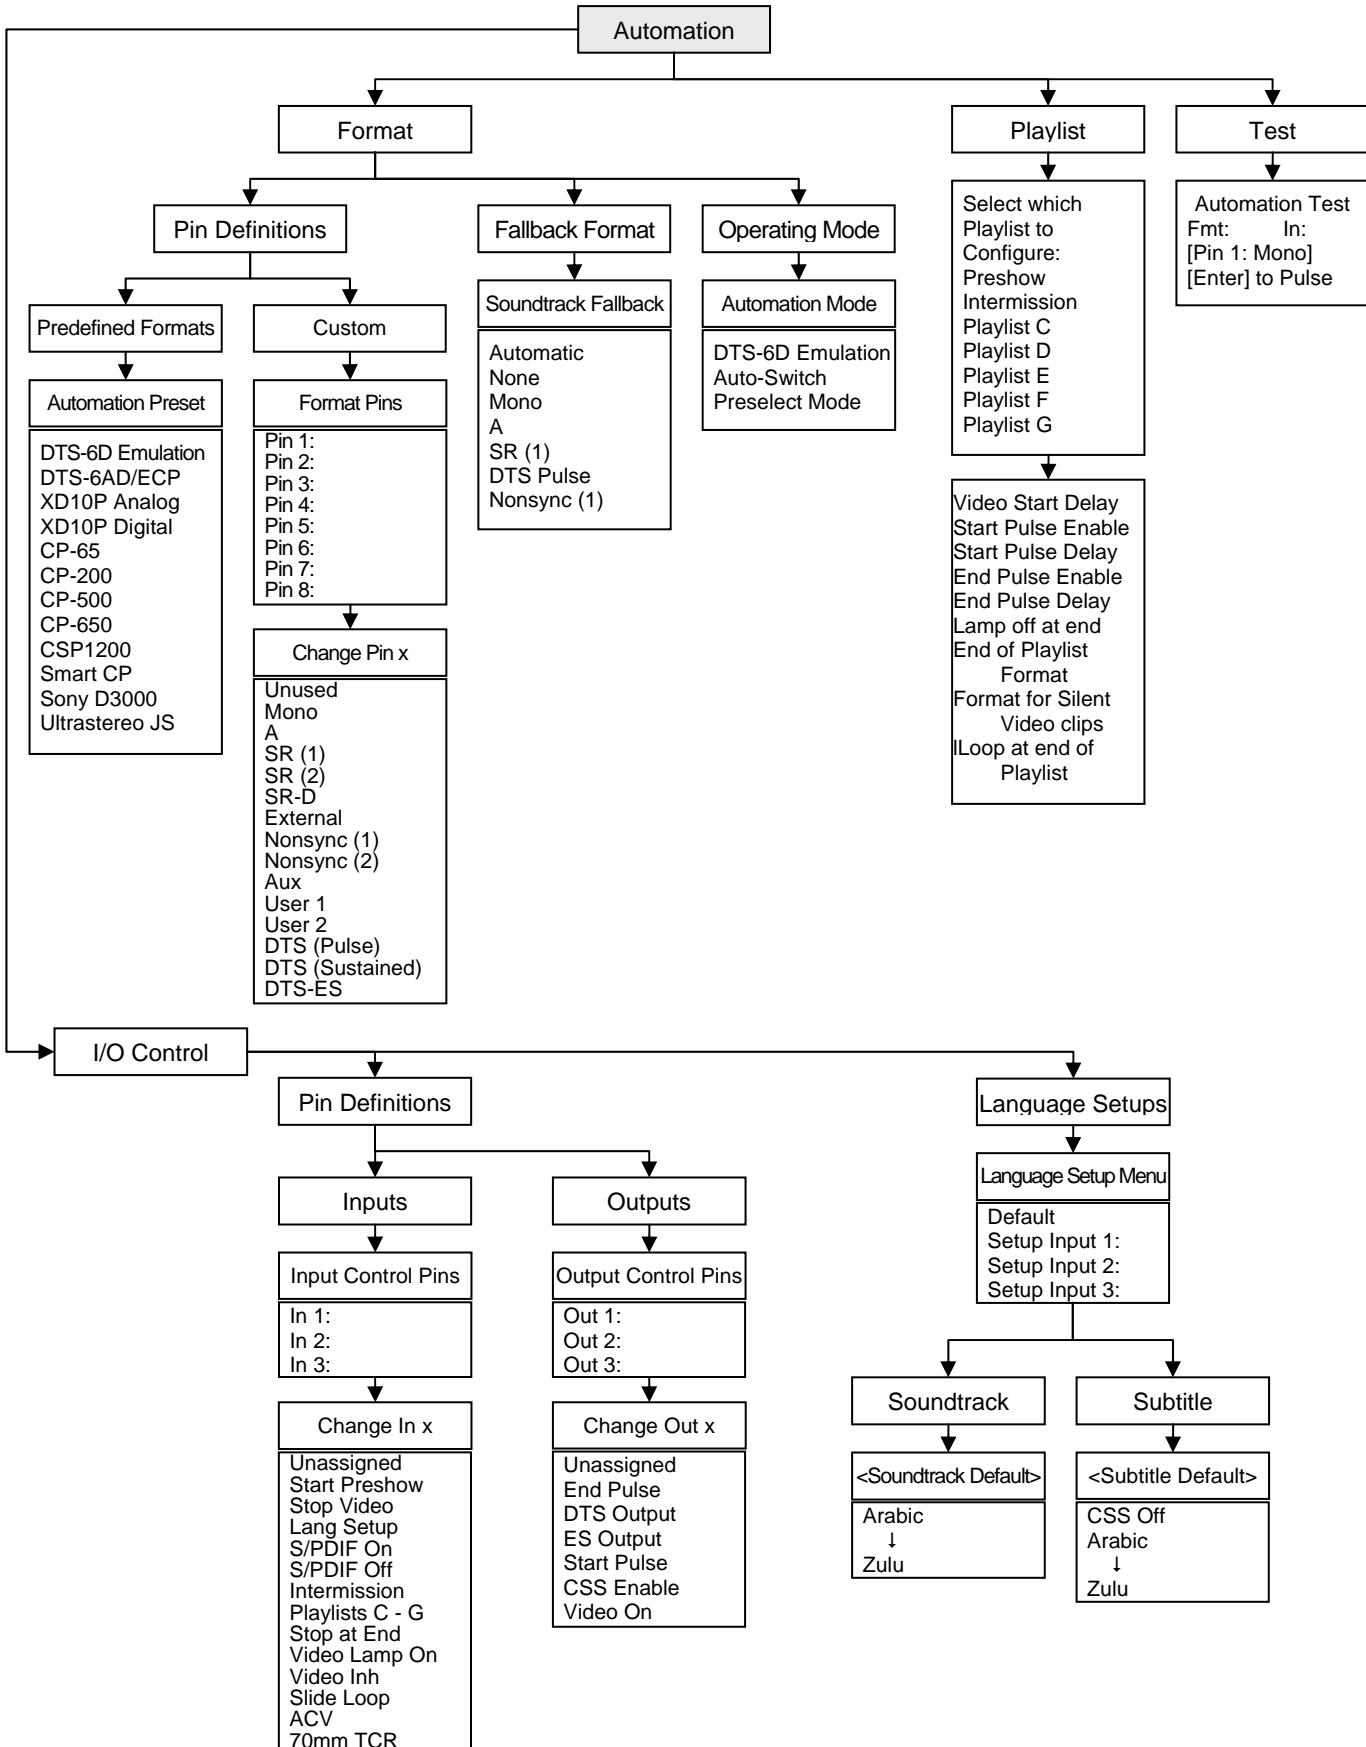 Automation
Format
Playlist
Test
Pin Definitions
Fallback Format
Operating Mode
Select which
Playlist to
Configure:
Preshow
Intermission
Playlist C
Playlist D
Playlist E
Playlist F
Playlist G
Automation Test
Fmt: In:
[Pin 1: Mono]
[Enter] to Pulse
Predefined Formats
Custom
Soundtrack Fallback
Automatic
None
Mono
A
SR (1)
DTS Pulse
Nonsync (1)
Automation Mode
DTS-6D Emulation
Auto-Switch
Preselect Mode
Automation Preset
DTS-6D Emulation
DTS-6AD/ECP
XD10P Analog
XD10P Digital
CP-65
CP-200
CP-500
CP-650
CSP1200
Smart CP
Sony D3000
Ultrastereo JS
Format Pins
Pin 1:
Pin 2:
Pin 3:
Pin 4:
Pin 5:
Pin 6:
Pin 7:
Pin 8:
Change Pin x
Unused
Mono
A
SR (1)
SR (2)
SR-D
External
Nonsync (1)
Nonsync (2)
Aux
User 1
User 2
DTS (Pulse)
DTS (Sustained)
DTS-ES
Video Start Delay
Start Pulse Enable
Start Pulse Delay
End Pulse Enable
End Pulse Delay
Lamp off at end
End of Playlist
Format
Format for Silent
Video clips
lLoop at end of
Playlist
I/O Control
Pin Definitions
Language Setups
Inputs
Outputs
Language Setup Menu
Default
Setup Input 1:
Setup Input 2:
Setup Input 3:
Input Control Pins
In 1:
In 2:
In 3:
Output Control Pins
Out 1:
Out 2:
Out 3:
Change In x
Unassigned
Start Preshow
Stop Video
Lang Setup
S/PDIF On
S/PDIF Off
Intermission
Playlists C - G
Stop at End
Video Lamp On
Video Inh
Slide Loop
ACV
70mm TCR
Change Out x
Unassigned
End Pulse
DTS Output
ES Output
Start Pulse
CSS Enable
Video On
Soundtrack
Subtitle
<Soundtrack Default>
Arabic
↓
Zulu
<Subtitle Default>
CSS Off
Arabic
↓
Zulu